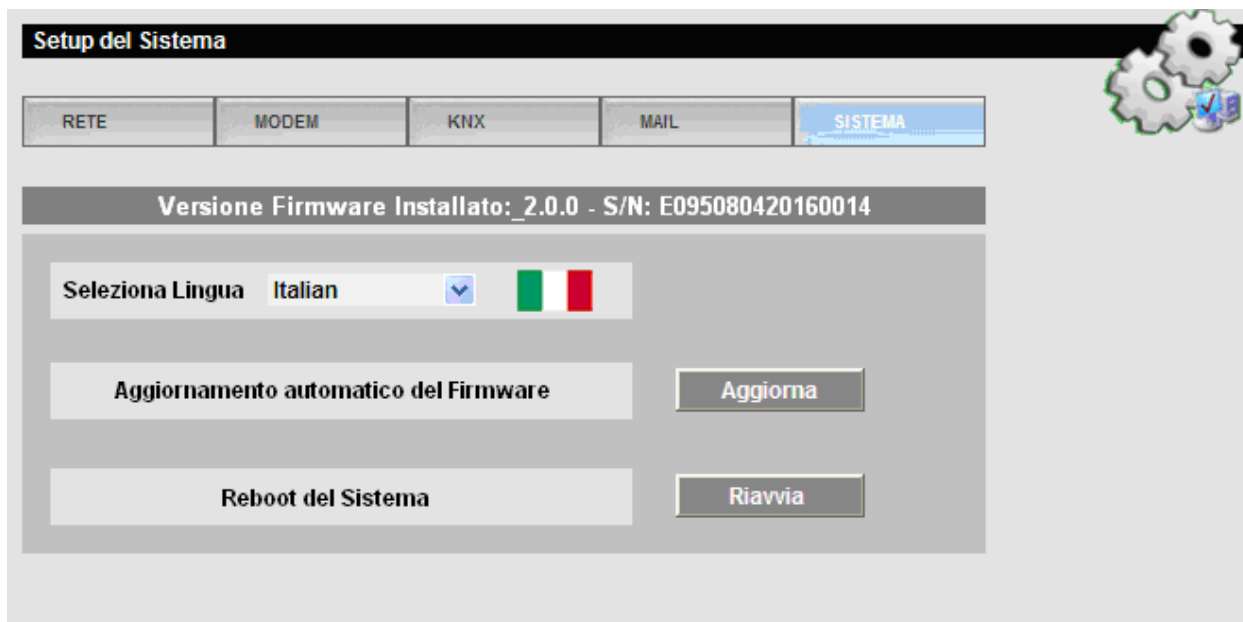 Setup del Sistema
RETE MODEM KNX MAIL SISTEMA
Versione Firmware Installato:_2.0.0 - S/N: E095080420160014
Seleziona Lingua Italian
Aggiornamento automatico del Firmware Aggiorna
Reboot del Sistema Riavvia